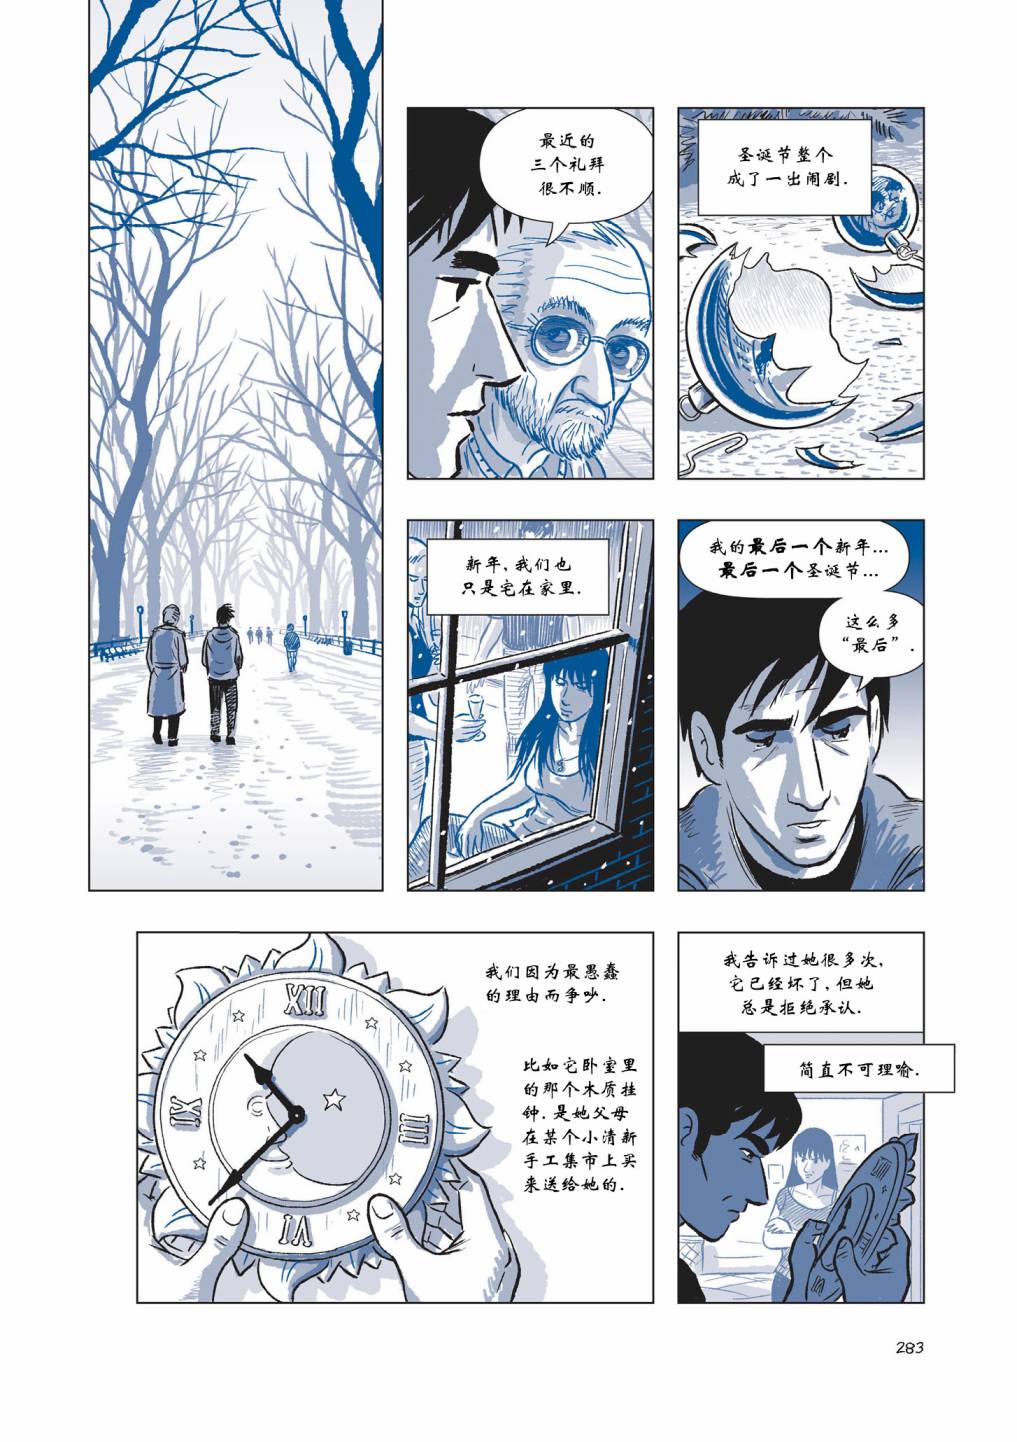 最近的
三个礼拜
很不顺.
圣诞节整个
成了一出闹剧.
新年, 我们也
只是宅在家里.
我的最后一个新年...
最后一个圣诞节...
这么多
“最后” .
XII
III
VI
IX
我们因为最愚蠢
的理由而争吵.
比如它卧室里
的那个木质挂
钟. 是她父母
在某个小清新
手工集市上买
来送给她的.
我告诉过她很多次,
它已经坏了, 但她
总是拒绝承认.
简直不可理喻.
283